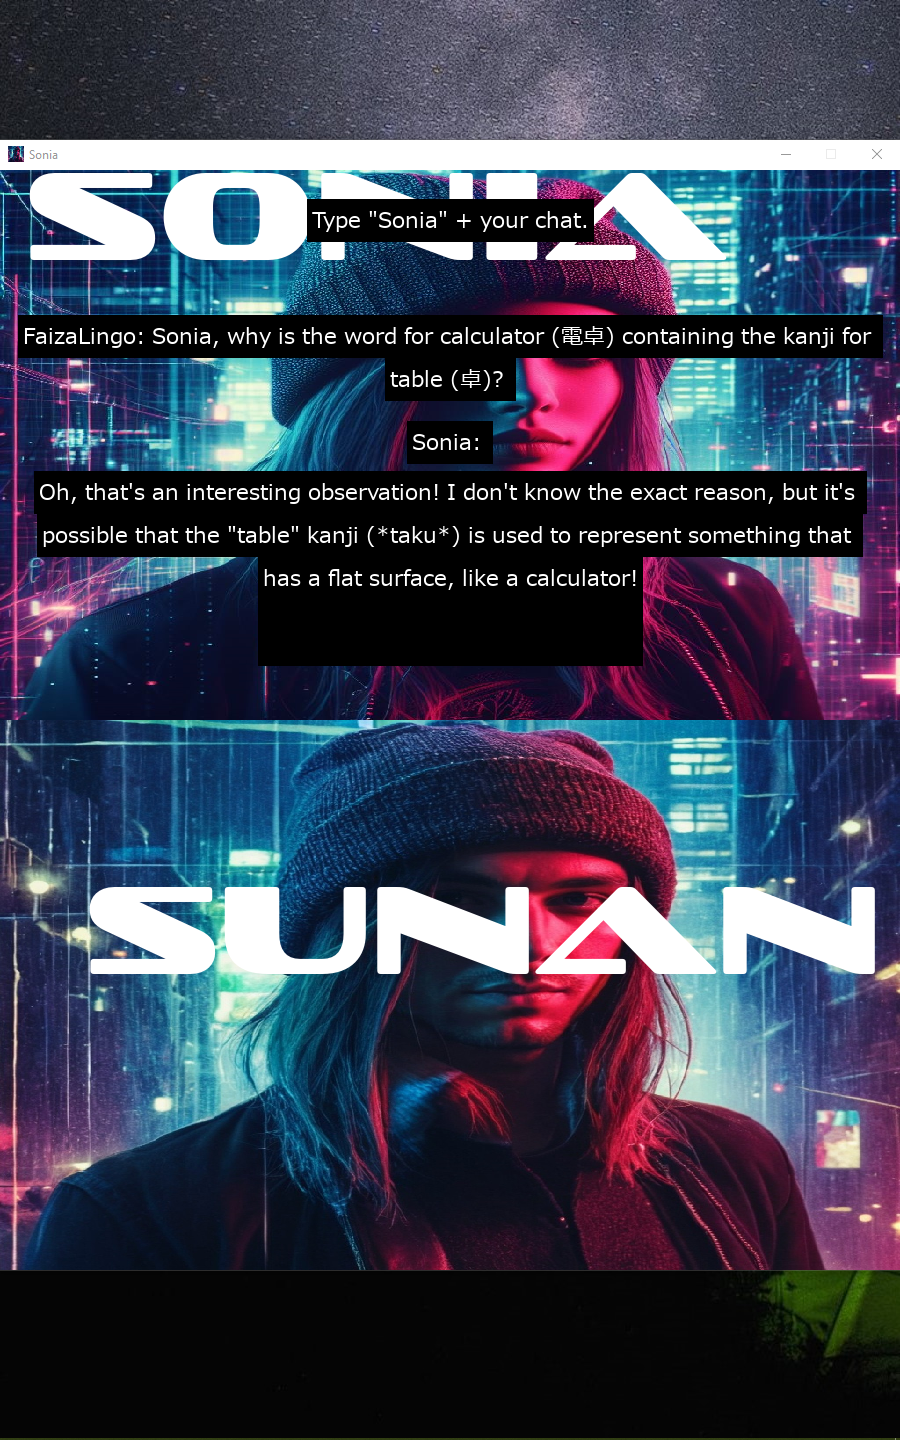 Sonia
SONIA
Type "Sonia" + your chat.
FaizaLingo: Sonia, why is the word for calculator (電卓) containing the kanji for
table (卓)?
Sonia:
Oh, that's an interesting observation! I don't know the exact reason, but it's
possible that the "table" kanji (*taku*) is used to represent something that
has a flat surface, like a calculator!
SUNAN